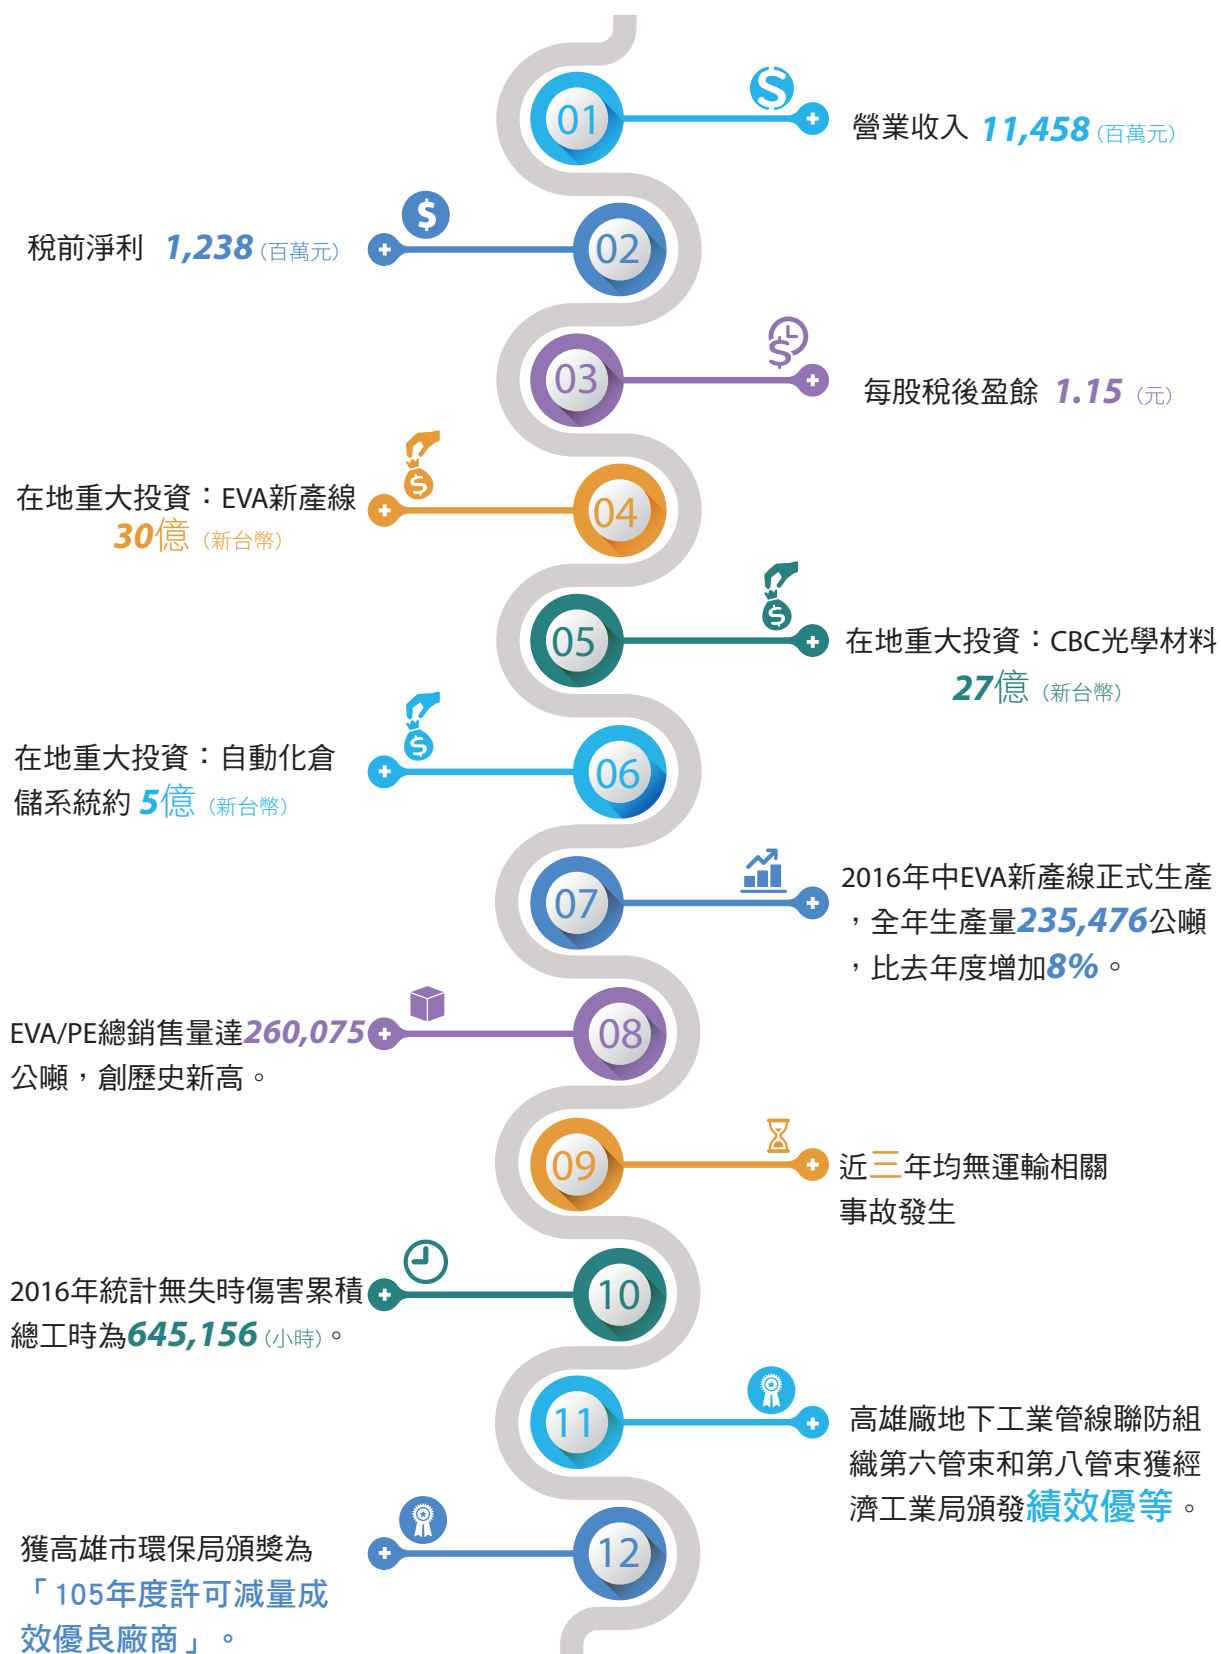 01
營業收入 11,458 (百萬元)
02
稅前淨利 1,238 (百萬元)
03
每股稅後盈餘 1.15 (元)
04
在地重大投資：EVA新產線
30億 (新台幣)
05
在地重大投資：CBC光學材料
27億 (新台幣)
06
在地重大投資：自動化倉
儲系統約 5億 (新台幣)
07
2016年中EVA新產線正式生產
，全年生產量235,476公噸
，比去年度增加8%。
08
EVA/PE總銷售量達260,075
公噸，創歷史新高。
09
近三年均無運輸相關
事故發生
10
2016年統計無失時傷害累積
總工時為645,156 (小時)。
11
高雄廠地下工業管線聯防組
織第六管束和第八管束獲經
濟工業局頒發績效優等。
12
獲高雄市環保局頒獎為
「105年度許可減量成
效優良廠商」。